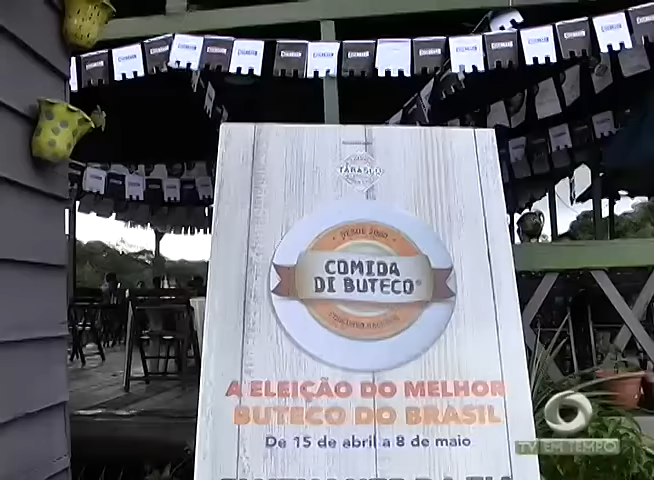 TABASCO
DESDE 2000
COMIDA
DI BUTECO®
A ELEIÇÃO DO MELHOR
BUTECO DO BRASIL
De 15 de abril a 8 de maio
TV EM TEMPO